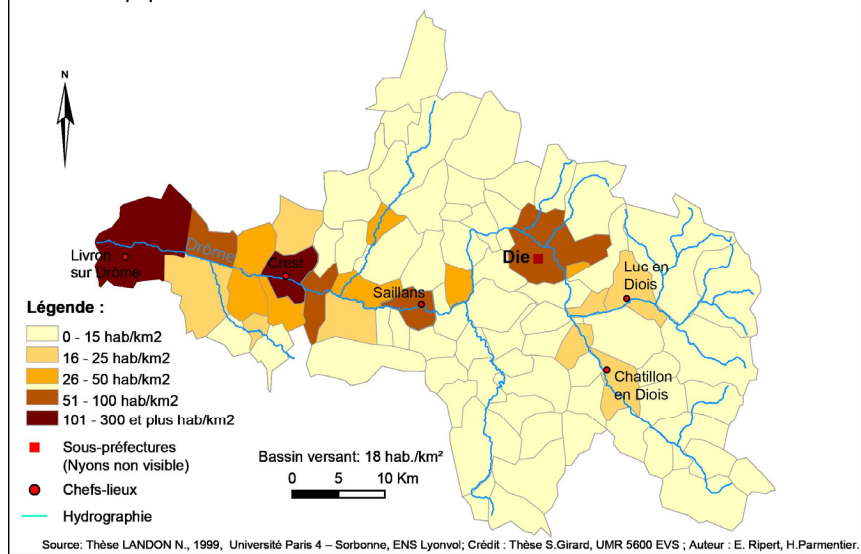 N
Drôme
Livron
sur Drôme
Crest
Die
Luc en
Diois
Saillans
Chatillon
en Diois
Légende :
0 - 15 hab/km2
16 - 25 hab/km2
26 - 50 hab/km2
51 - 100 hab/km2
101 - 300 et plus hab/km2
Sous-préfectures
(Nyons non visible)
Chefs-lieux
Hydrographie
Bassin versant: 18 hab./km²
0 5 10 Km
Source: Thèse LANDON N., 1999, Université Paris 4 – Sorbonne, ENS Lyonvol; Crédit : Thèse S.Girard, UMR 5600 EVS ; Auteur : E. Ripert, H.Parmentier.